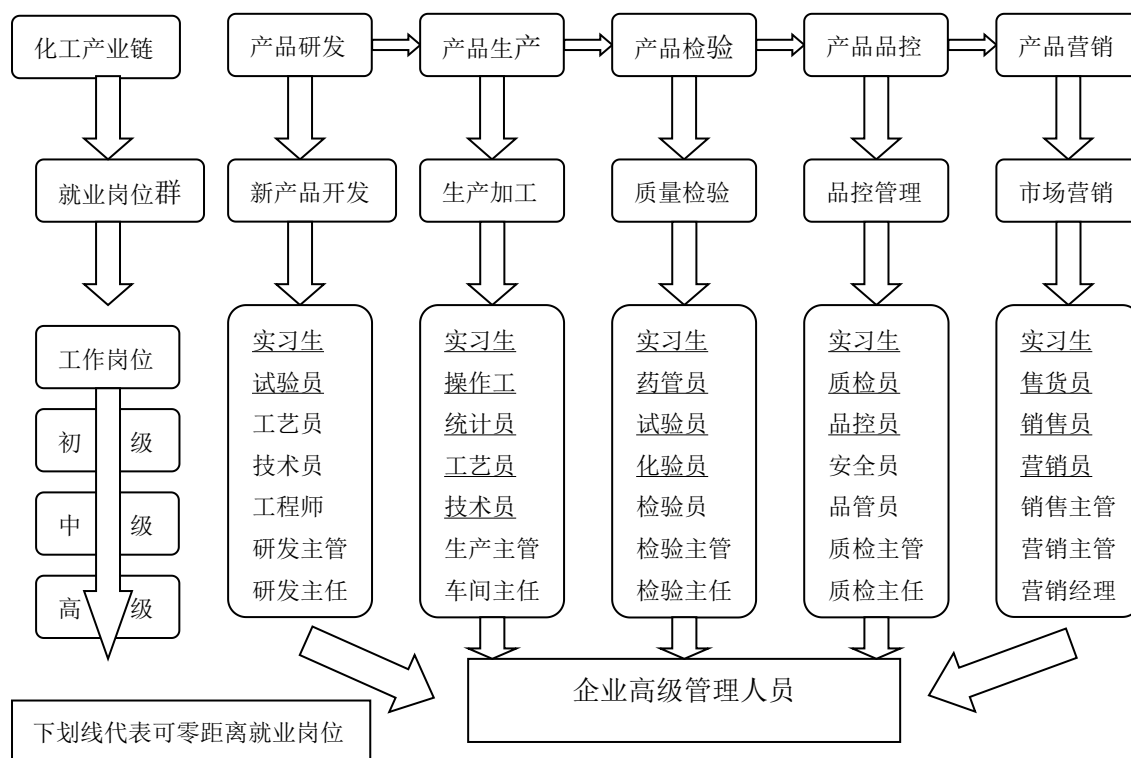 化工产业链
产品研发
产品生产
产品检验
产品品控
产品营销
就业岗位群
新产品开发
生产加工
质量检验
品控管理
市场营销
工作岗位
初 级
中 级
高 级
实习生
试验员
工艺员
技术员
工程师
研发主管
研发主任
实习生
操作工
统计员
工艺员
技术员
生产主管
车间主任
实习生
药管员
试验员
化验员
检验员
检验主管
检验主任
实习生
质检员
品控员
安全员
品管员
质检主管
质检主任
实习生
售货员
销售员
营销员
销售主管
营销主管
营销经理
企业高级管理人员
下划线代表可零距离就业岗位